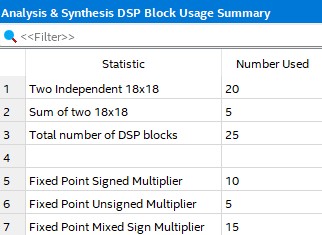 Analysis & Synthesis DSP Block Usage Summary
<<Filter>>
Statistic Number Used
1 Two Independent 18x18 20
2 Sum of two 18x18 5
3 Total number of DSP blocks 25
4
5 Fixed Point Signed Multiplier 10
6 Fixed Point Unsigned Multiplier 5
7 Fixed Point Mixed Sign Multiplier 15